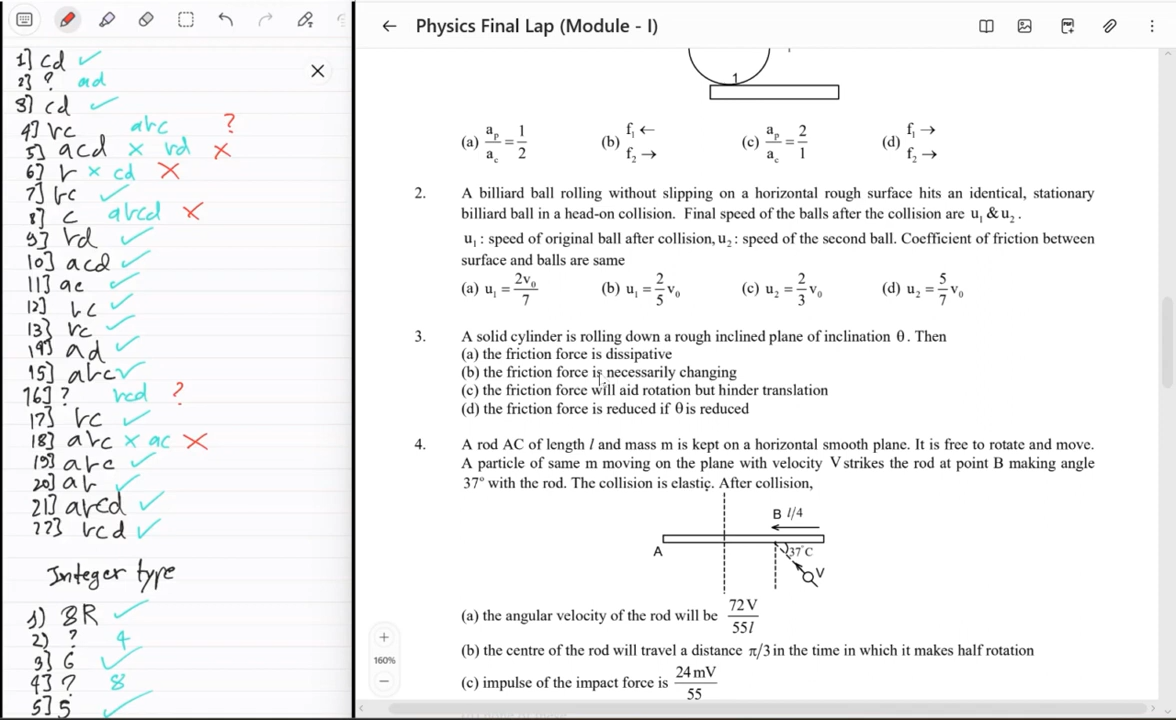 1] cd ✓
2] ? ad
3] cd ✓
4] bc abc ?
5] acd × bd ×
6] b × cd ×
7] bc ✓
8] c abcd ×
9] bd ✓
10] acd ✓
11] ac ✓
12] bc ✓
13] bc ✓
14] ad ✓
15] abc ✓
16] ? bcd ?
17] bc ✓
18] abc × ac ×
19] abc ✓
20] ab ✓
21] abcd ✓
22] bcd ✓
Integer type
1) 8R ✓
2) ? 4
3] 6 ✓
4] ? 8
5] 5 ✓
Physics Final Lap (Module - I)
1
(a) a_p/a_c = 1/2 (b) f₁ ← f₂ → (c) a_p/a_c = 2/1 (d) f₁ → f₂ →
2. A billiard ball rolling without slipping on a horizontal rough surface hits an identical, stationary
billiard ball in a head-on collision. Final speed of the balls after the collision are u₁ & u₂.
u₁ : speed of original ball after collision, u₂ : speed of the second ball. Coefficient of friction between
surface and balls are same
(a) u₁ = 2v₀/7 (b) u₁ = 2/5 v₀ (c) u₂ = 2/3 v₀ (d) u₂ = 5/7 v₀
3. A solid cylinder is rolling down a rough inclined plane of inclination θ. Then
(a) the friction force is dissipative
(b) the friction force is necessarily changing
(c) the friction force will aid rotation but hinder translation
(d) the friction force is reduced if θ is reduced
4. A rod AC of length l and mass m is kept on a horizontal smooth plane. It is free to rotate and move.
A particle of same m moving on the plane with velocity V strikes the rod at point B making angle
37° with the rod. The collision is elastic. After collision,
B l/4
A
37°C
V
(a) the angular velocity of the rod will be 72V/55l
(b) the centre of the rod will travel a distance π/3 in the time in which it makes half rotation
(c) impulse of the impact force is 24mV/55
160%